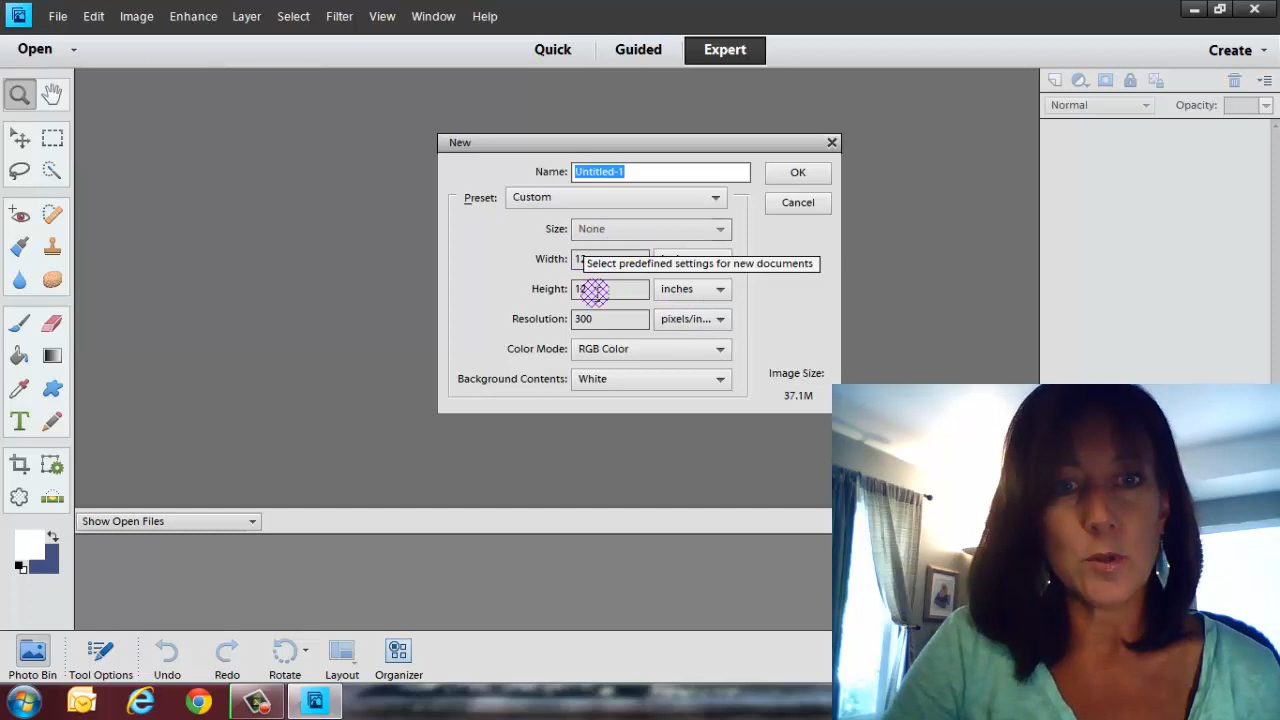 File Edit Image Enhance Layer Select Filter View Window Help
Open Quick Guided Expert Create
Normal Opacity:
New
Name: Untitled-1 OK
Preset: Custom Cancel
Size: None
Width:
Select predefined settings for new documents
Height: 12 inches
Resolution: 300 pixels/in...
Color Mode: RGB Color
Background Contents: White
Image Size:
37.1M
Show Open Files
Photo Bin Tool Options Undo Redo Rotate Layout Organizer